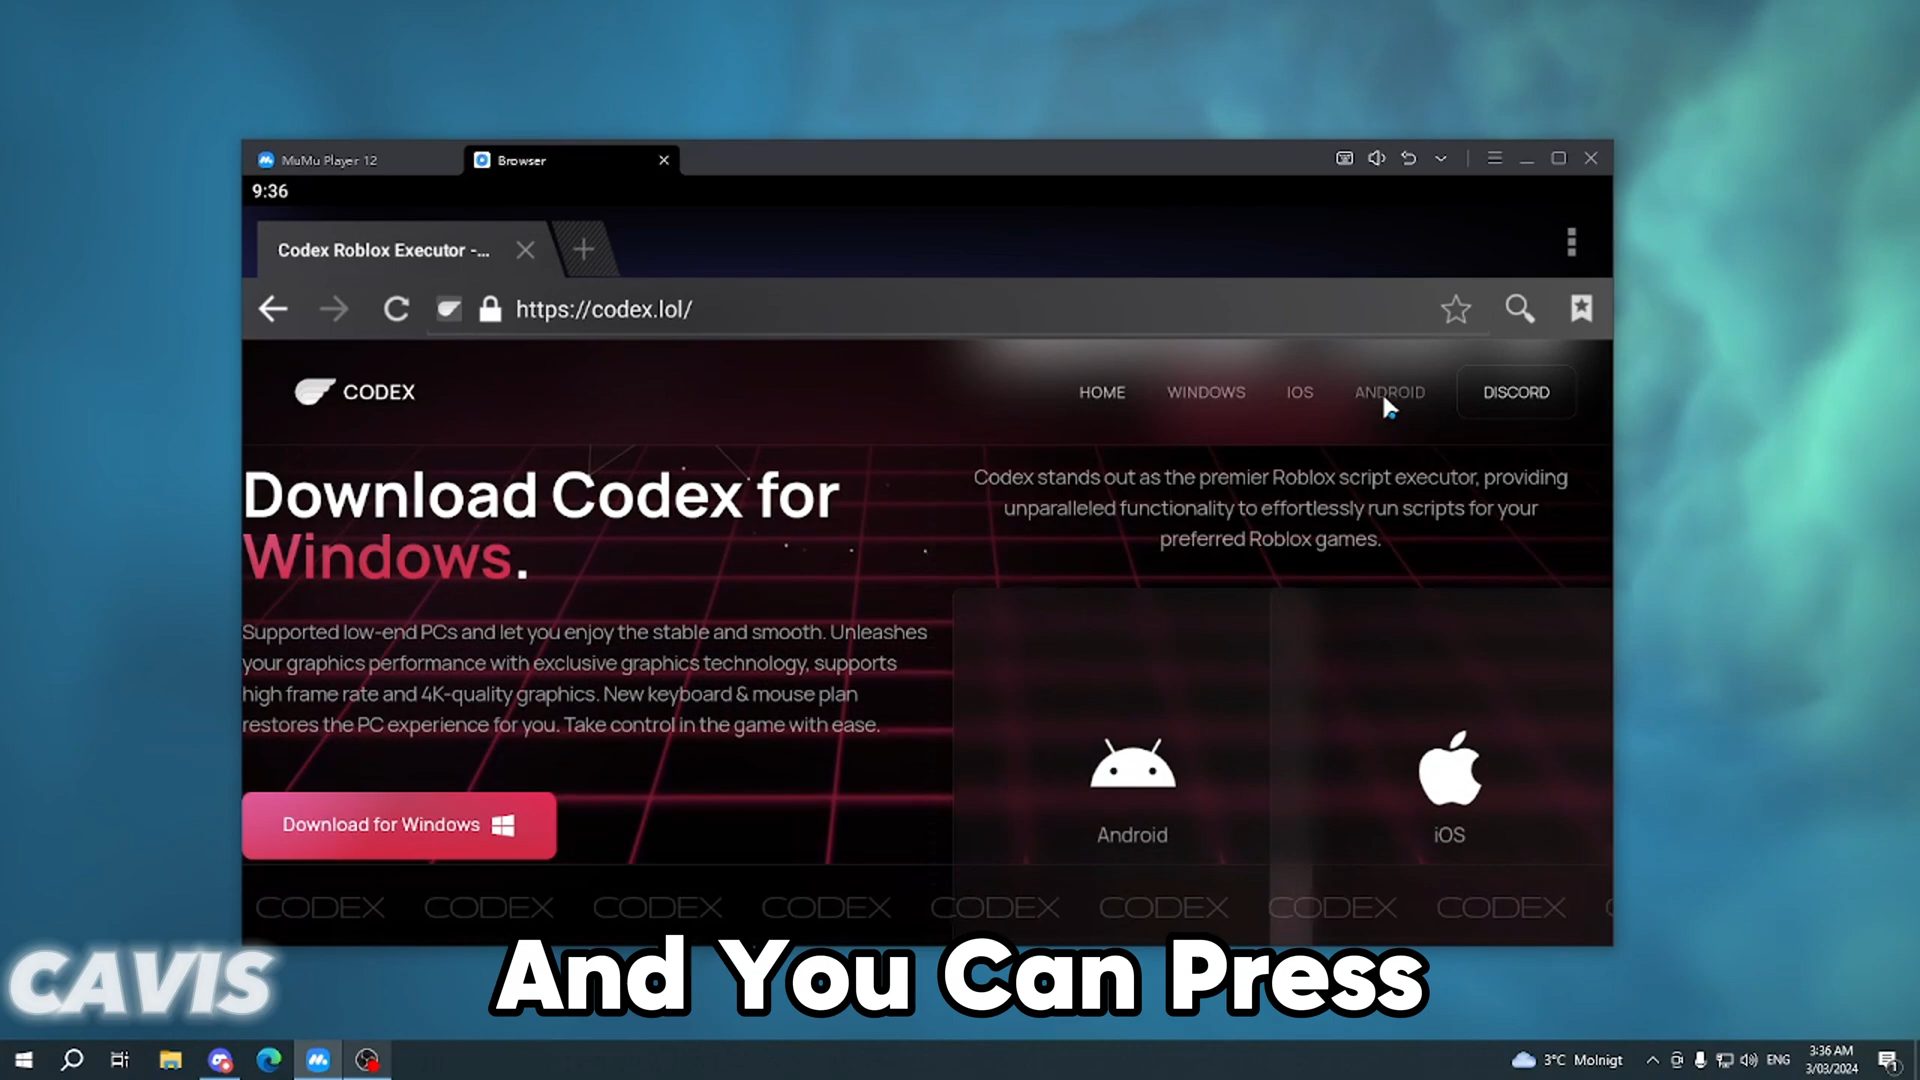 MuMu Player 12
Browser
9:36
Codex Roblox Executor -...
https://codex.lol/
CODEX
HOME
WINDOWS
IOS
ANDROID
DISCORD
Download Codex for
Windows.
Codex stands out as the premier Roblox script executor, providing
unparalleled functionality to effortlessly run scripts for your
preferred Roblox games.
Supported low-end PCs and let you enjoy the stable and smooth. Unleashes
your graphics performance with exclusive graphics technology, supports
high frame rate and 4K-quality graphics. New keyboard & mouse plan
restores the PC experience for you. Take control in the game with ease.
Download for Windows
Android
iOS
CODEX CODEX CODEX CODEX CODEX CODEX CODEX CODEX
And You Can Press
CAVIS
3°C Molnigt
ENG
3:36 AM
3/03/2024
1